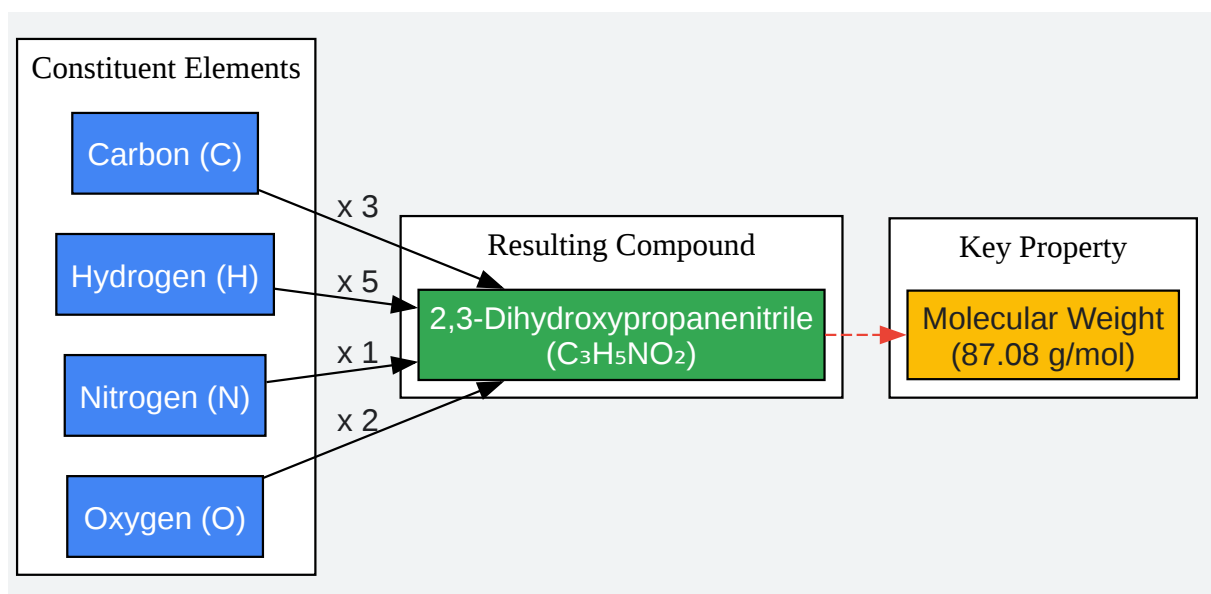 Constituent Elements
Carbon (C)
Hydrogen (H)
Nitrogen (N)
Oxygen (O)
x 3
x 5
x 1
x 2
Resulting Compound
2,3-Dihydroxypropanenitrile
(C₃H₅NO₂)
Key Property
Molecular Weight
(87.08 g/mol)